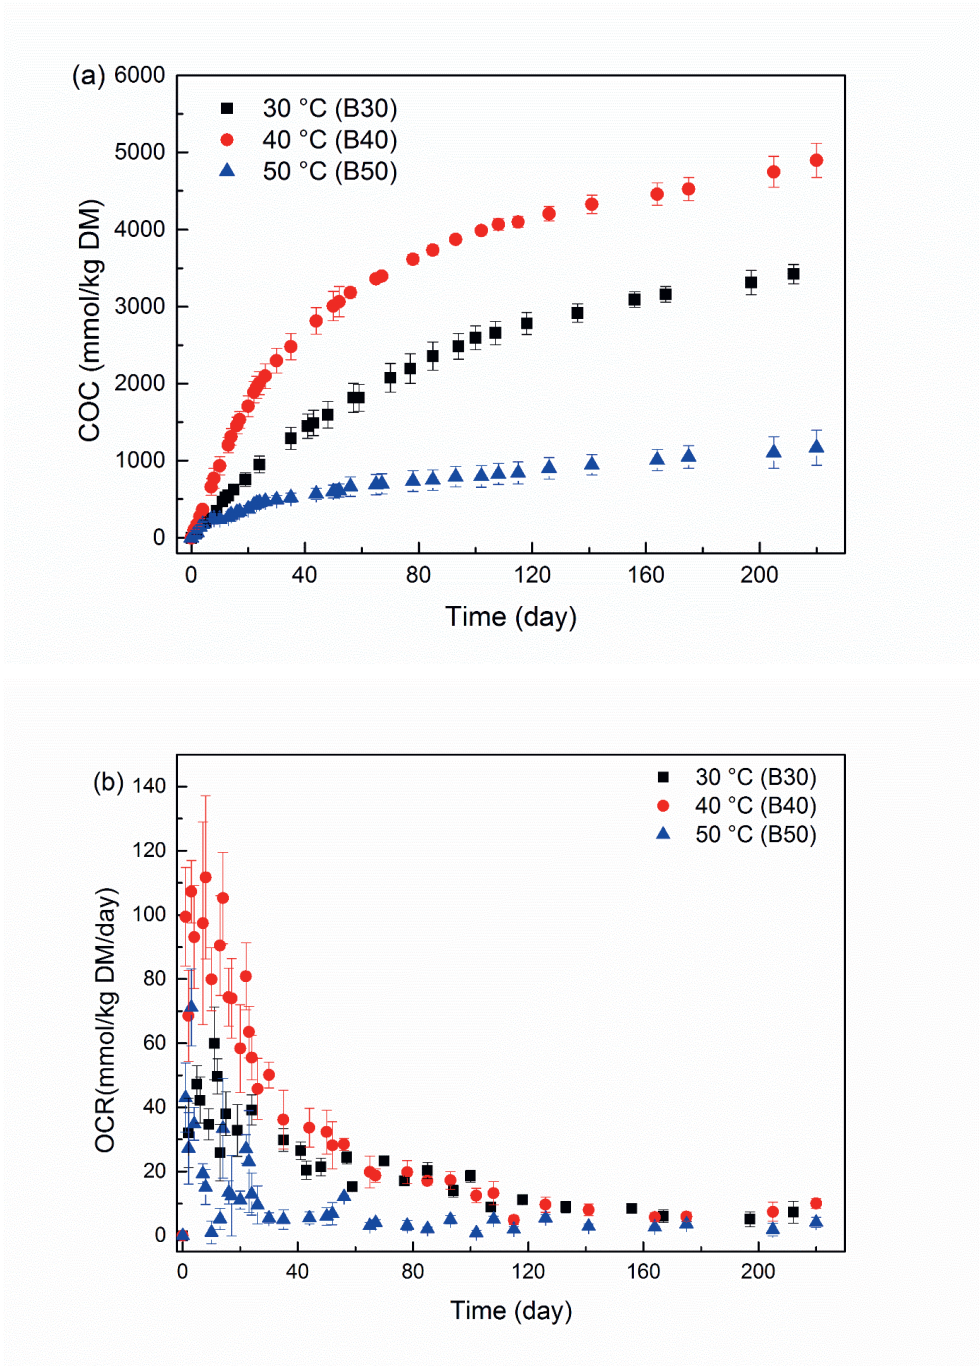 (a)
6000
5000
4000
3000
2000
1000
0
COC (mmol/kg DM)
30 °C (B30)
40 °C (B40)
50 °C (B50)
0 40 80 120 160 200
Time (day)
(b)
140
120
100
80
60
40
20
0
OCR(mmol/kg DM/day)
30 °C (B30)
40 °C (B40)
50 °C (B50)
0 40 80 120 160 200
Time (day)